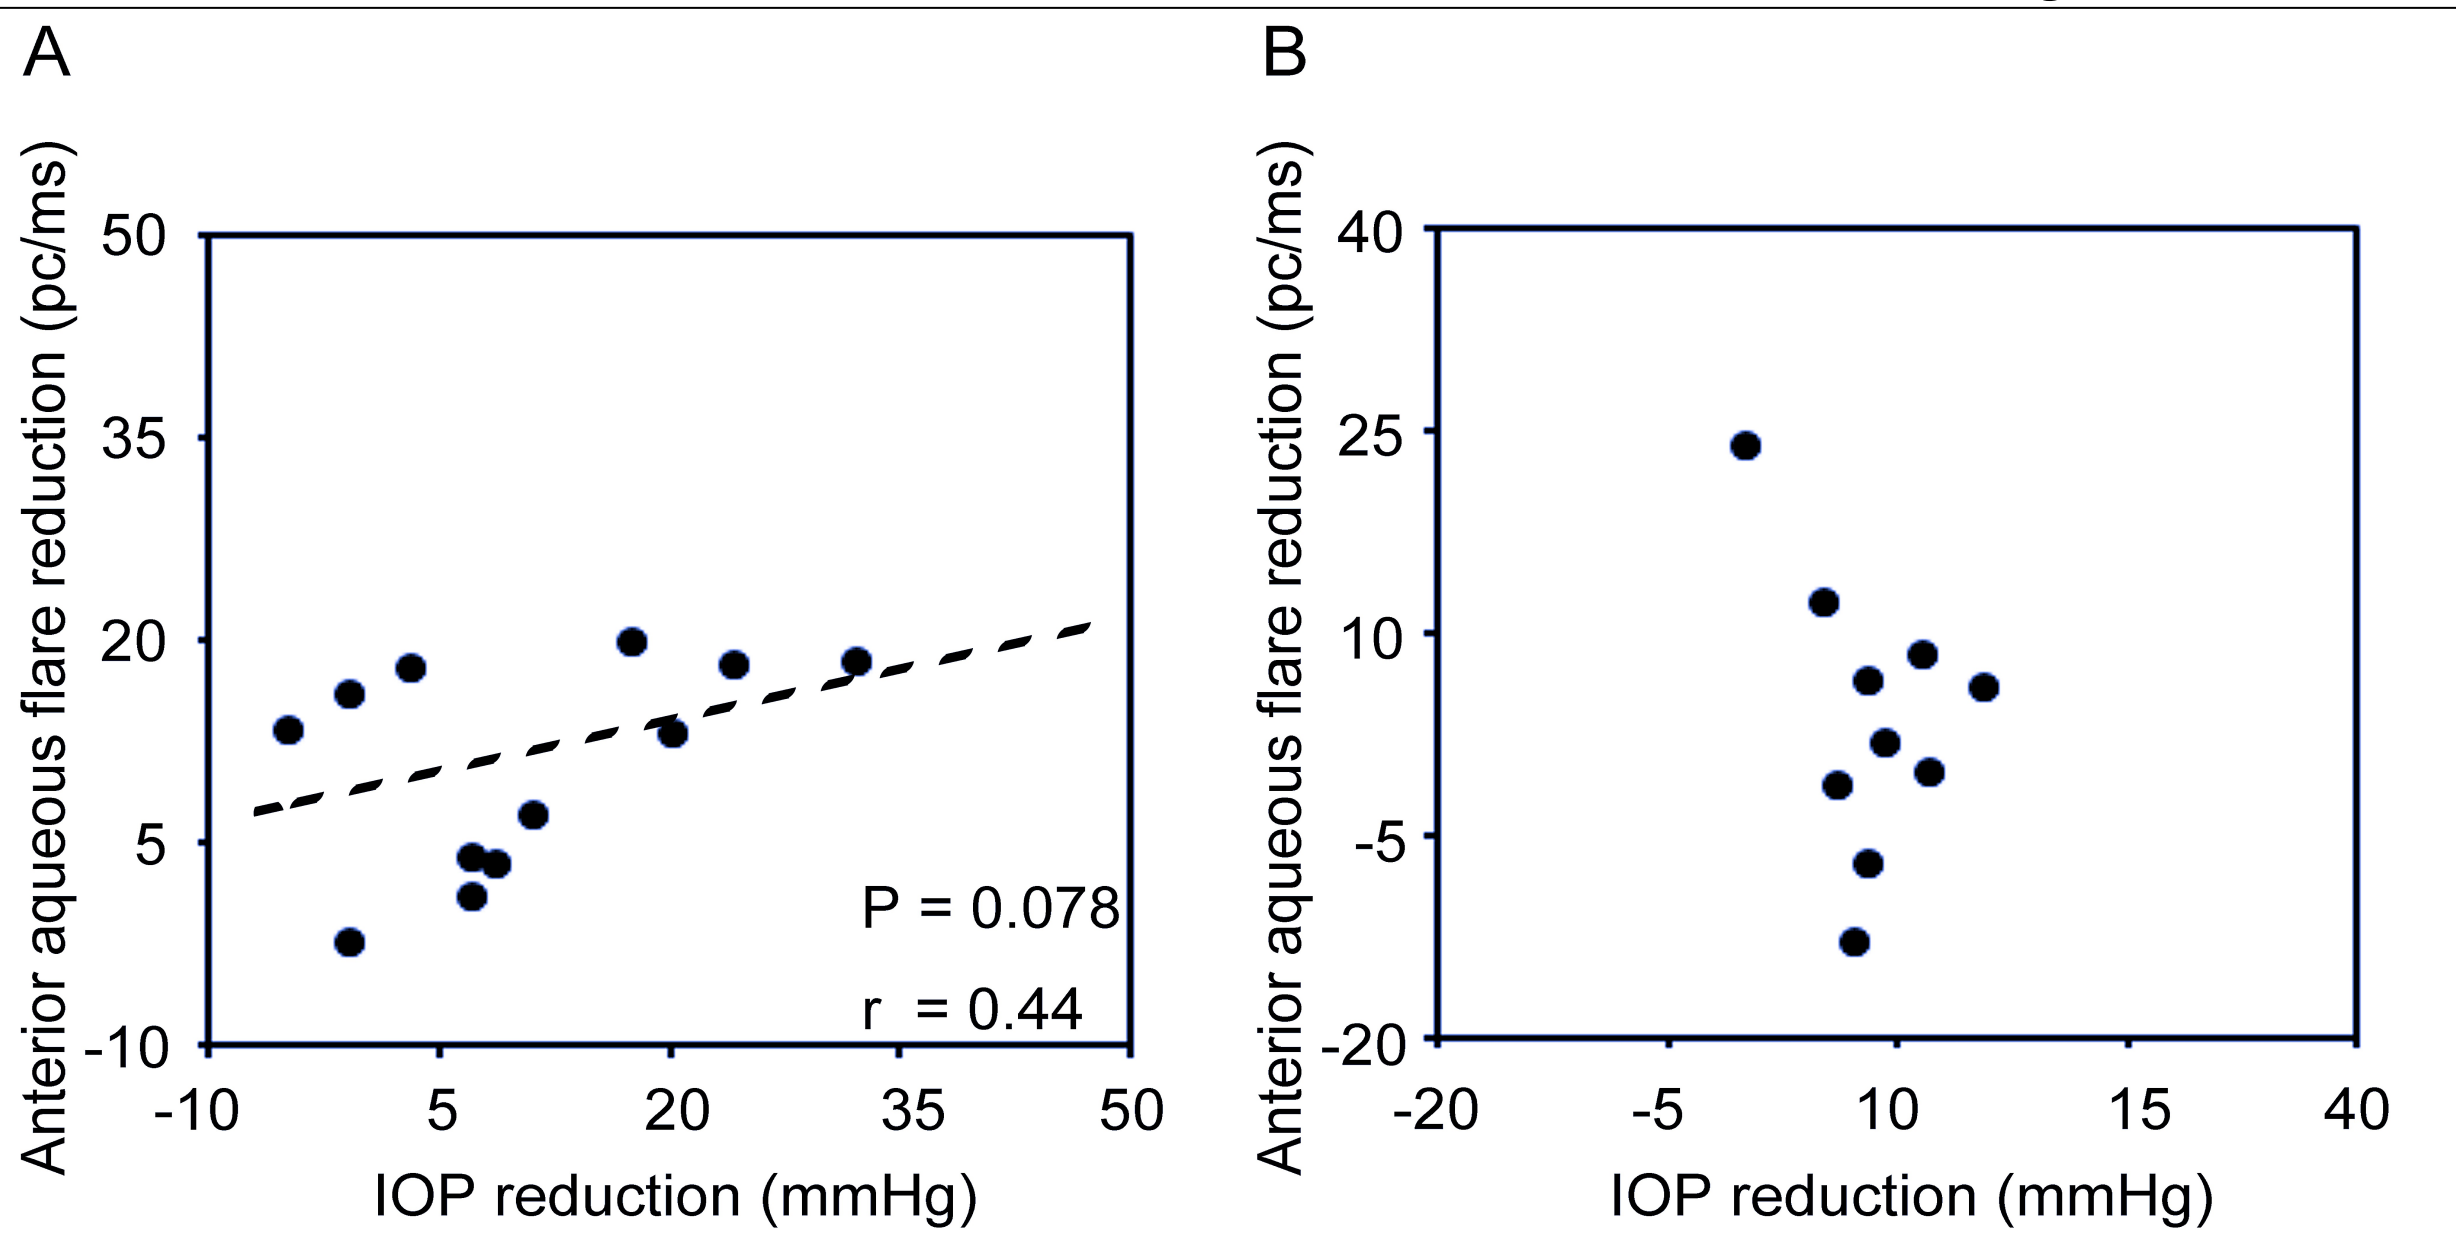 A
Anterior aqueous flare reduction (pc/ms)
50
35
20
5
-10
P = 0.078
r = 0.44
-10 5 20 35 50
IOP reduction (mmHg)
B
Anterior aqueous flare reduction (pc/ms)
40
25
10
-5
-20
-20 -5 10 15 40
IOP reduction (mmHg)